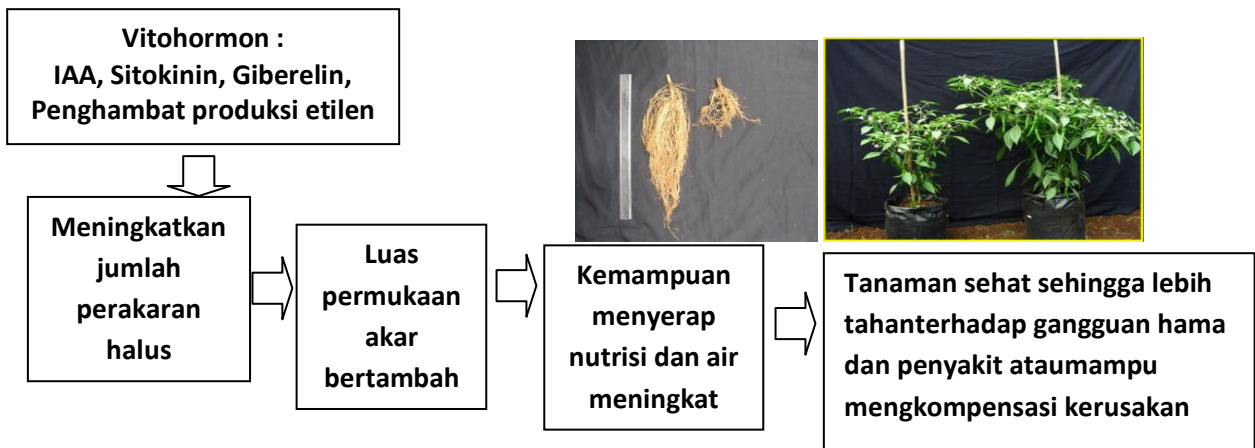 Vitohormon :
IAA, Sitokinin, Giberelin,
Penghambat produksi etilen
Meningkatkan
jumlah
perakaran
halus
Luas
permukaan
akar
bertambah
Kemampuan
menyerap
nutrisi dan air
meningkat
Tanaman sehat sehingga lebih
tahanterhadap gangguan hama
dan penyakit ataumampu
mengkompensasi kerusakan